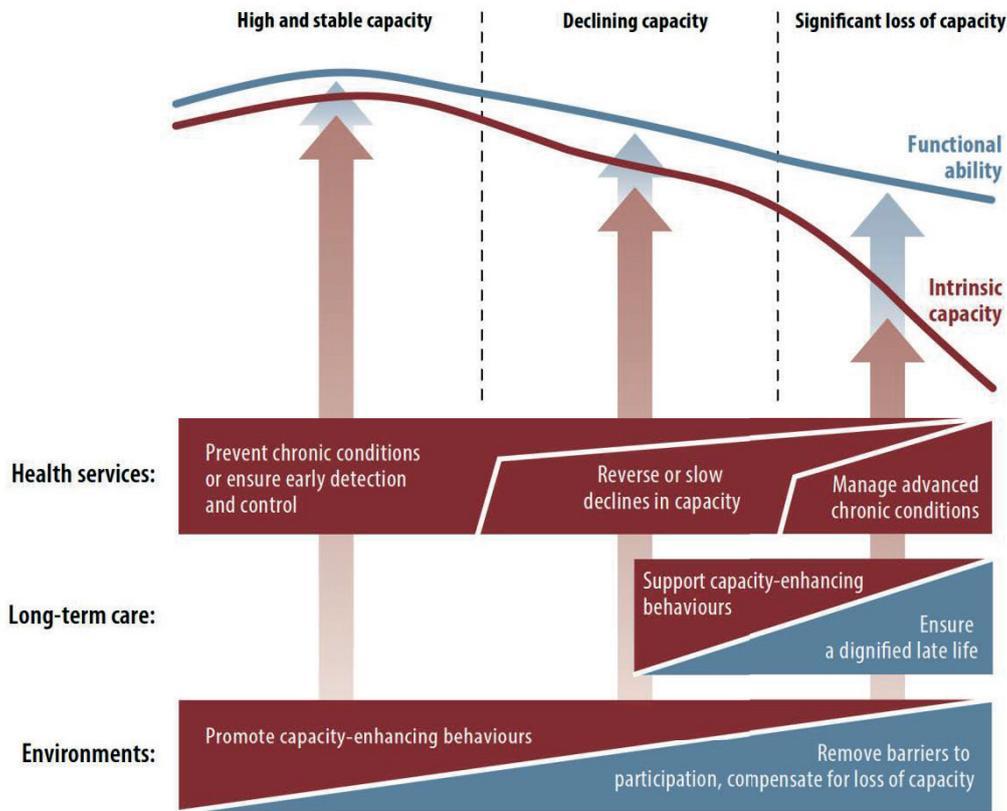 High and stable capacity
Declining capacity
Significant loss of capacity
Functional
ability
Intrinsic
capacity
Health services:
Prevent chronic conditions
or ensure early detection
and control
Reverse or slow
declines in capacity
Manage advanced
chronic conditions
Long-term care:
Support capacity-enhancing
behaviours
Ensure
a dignified late life
Environments:
Promote capacity-enhancing behaviours
Remove barriers to
participation, compensate for loss of capacity